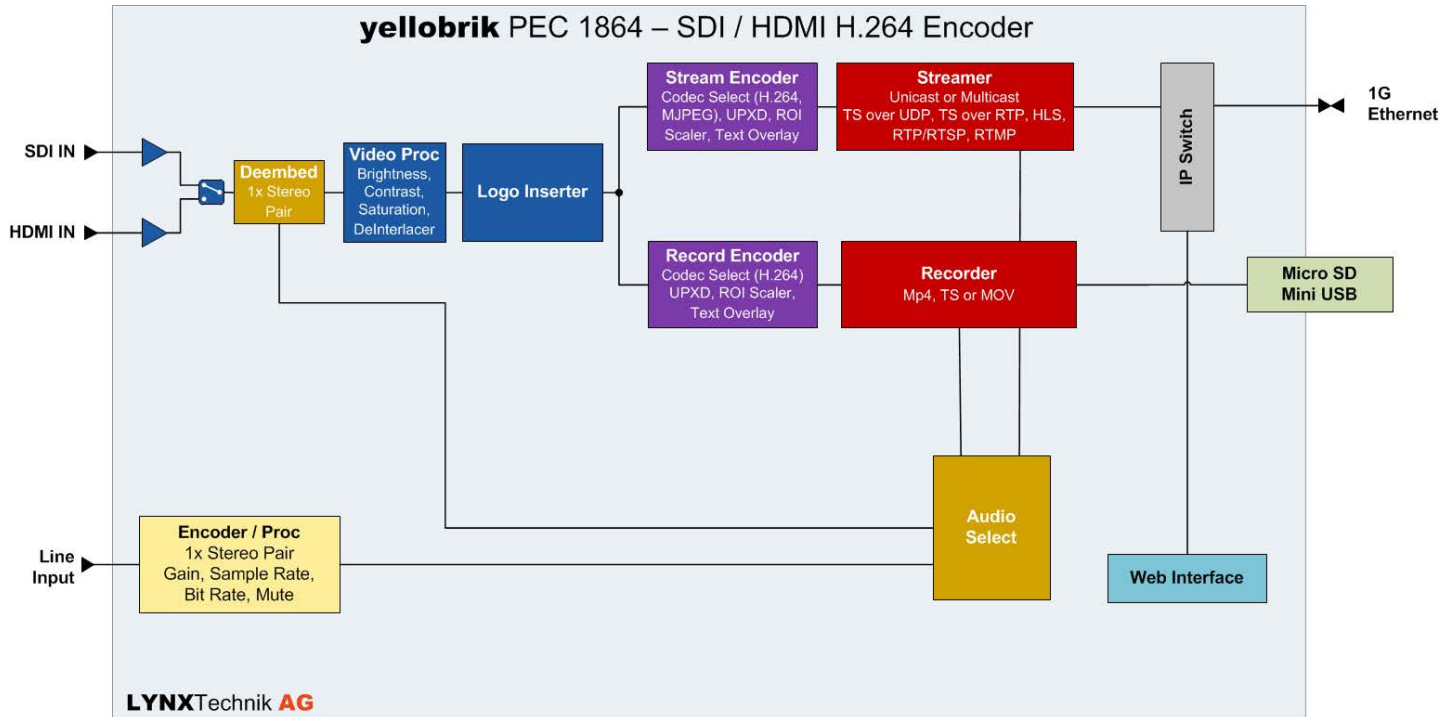 yellobrik PEC 1864 – SDI / HDMI H.264 Encoder
SDI IN
HDMI IN
Deembed
1x Stereo
Pair
Video Proc
Brightness,
Contrast,
Saturation,
DeInterlacer
Logo Inserter
Stream Encoder
Codec Select (H.264,
MJPEG), UPXD, ROI
Scaler, Text Overlay
Streamer
Unicast or Multicast
TS over UDP, TS over RTP, HLS,
RTP/RTSP, RTMP
IP Switch
1G
Ethernet
Record Encoder
Codec Select (H.264)
UPXD, ROI Scaler,
Text Overlay
Recorder
Mp4, TS or MOV
Micro SD
Mini USB
Line
Input
Encoder / Proc
1x Stereo Pair
Gain, Sample Rate,
Bit Rate, Mute
Audio
Select
Web Interface
LYNXTechnik AG